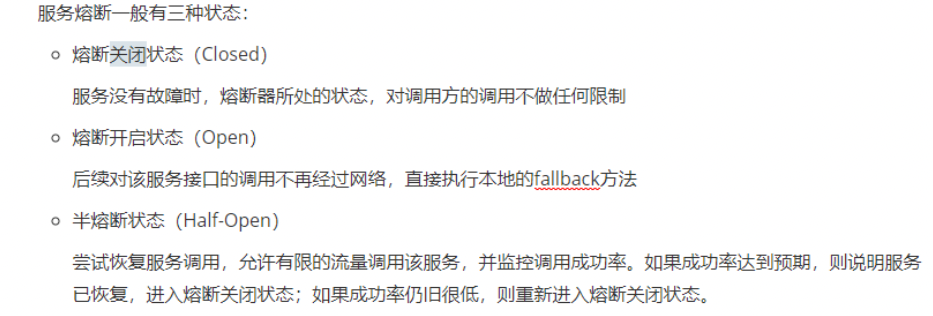 服务熔断一般有三种状态：
熔断关闭状态（Closed）
服务没有故障时，熔断器所处的状态，对调用方的调用不做任何限制
熔断开启状态（Open）
后续对该服务接口的调用不再经过网络，直接执行本地的fallback方法
半熔断状态（Half-Open）
尝试恢复服务调用，允许有限的流量调用该服务，并监控调用成功率。如果成功率达到预期，则说明服务
已恢复，进入熔断关闭状态；如果成功率仍旧很低，则重新进入熔断关闭状态。